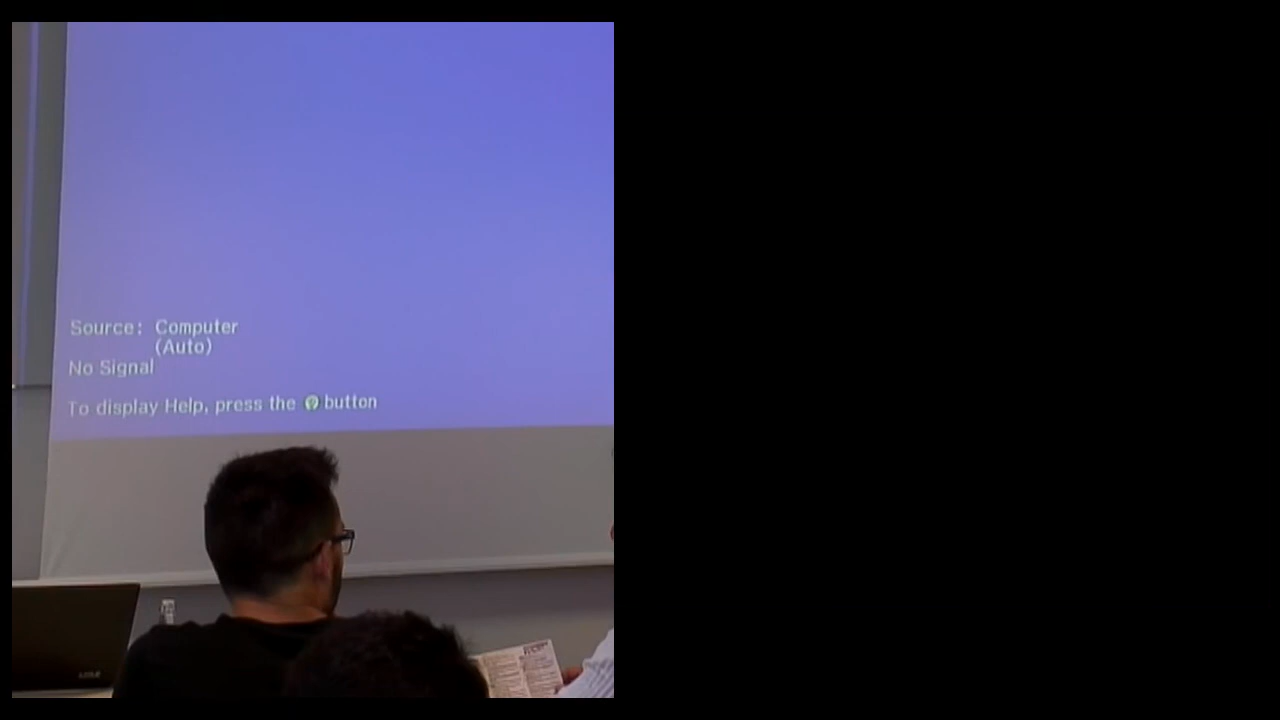 Source: Computer
(Auto)
No Signal
To display Help, press the ? button